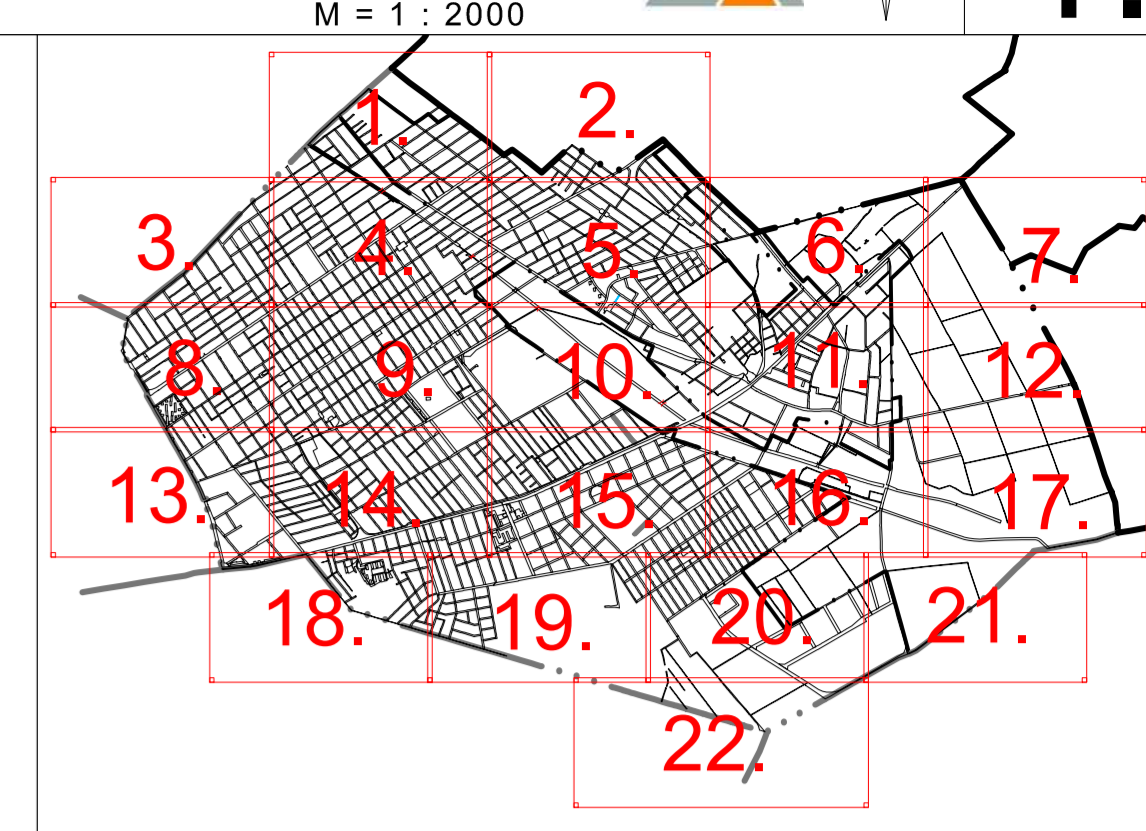 M = 1 : 2000
1. 2.
3. 4. 5. 6. 7.
8. 9. 10. 11. 12.
13. 14. 15. 16. 17.
18. 19. 20. 21.
22.